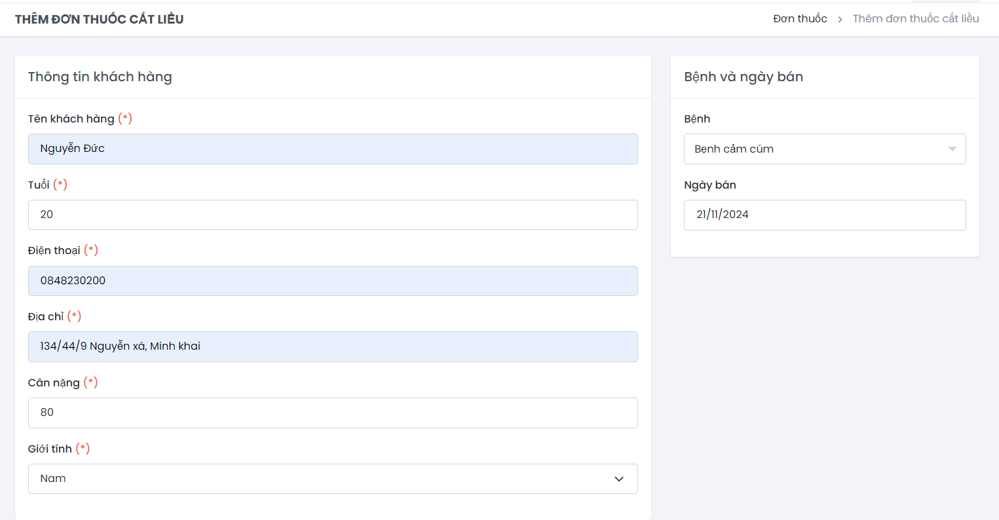 THÊM ĐƠN THUỐC CẮT LIỀU
Đơn thuốc > Thêm đơn thuốc cắt liều
Thông tin khách hàng
Tên khách hàng (*)
Nguyễn Đức
Tuổi (*)
20
Điện thoại (*)
0848230200
Địa chỉ (*)
134/44/9 Nguyễn xá, Minh khai
Cân nặng (*)
80
Giới tính (*)
Nam
Bệnh và ngày bán
Bệnh
Bẹnh cảm cúm
Ngày bán
21/11/2024